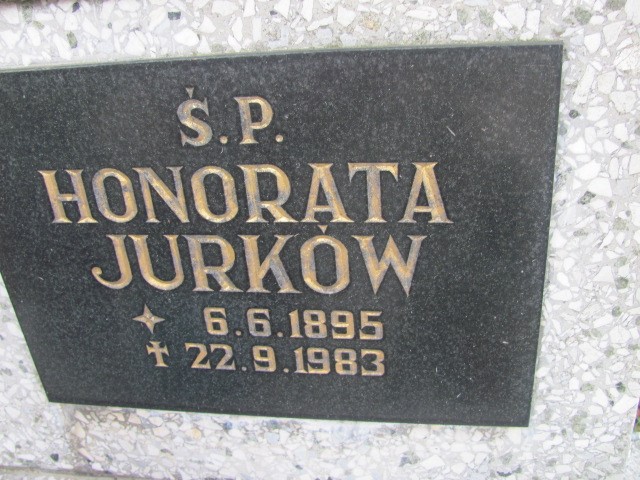 Ś.P.
HONORATA
JURKÓW
✦ 6.6.1895
✝ 22.9.1983